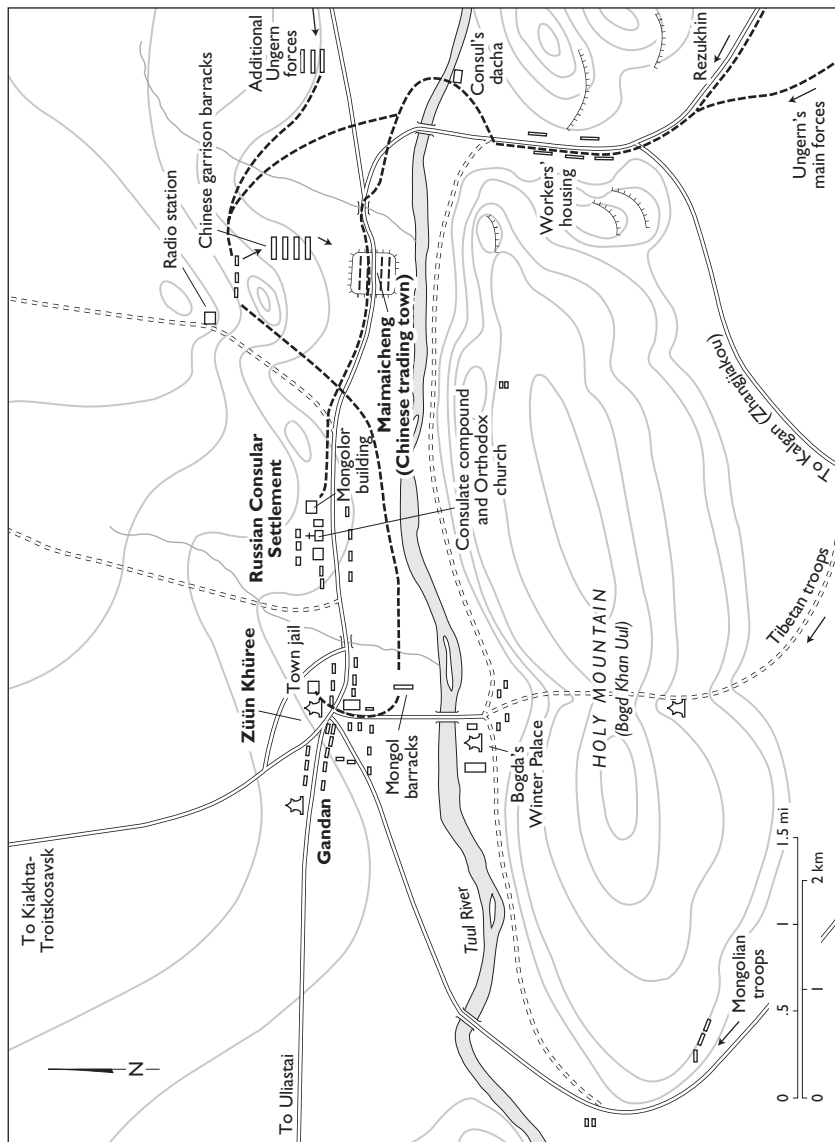 To Kiakhta-
Troitskosavsk
To Uliastai
N
Gandan
Züün Khüree
Town jail
Mongol
barracks
Russian Consular
Settlement
Mongolor
building
Consulate compound
and Orthodox
church
Radio station
Chinese garrison barracks
Additional
Ungern
forces
Maimaicheng
(Chinese trading town)
Consul's
dacha
Workers'
housing
Rezukhin
Ungern's
main forces
To Kalgan (Zhangjiakou)
Tuul River
Bogda's
Winter Palace
HOLY MOUNTAIN
(Bogd Khan Uul)
Tibetan troops
Mongolian
troops
0 .5 1 1.5 mi
0 1 2 km